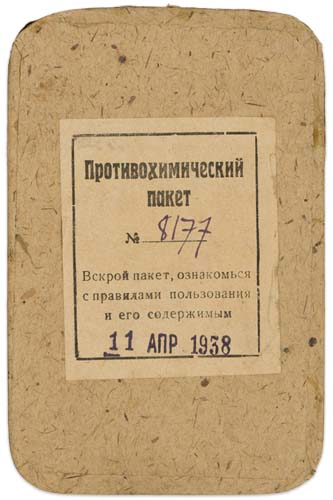 Противохимический
пакет
№ 8177
Вскрой пакет, ознакомься
с правилами пользования
и его содержимым
11 АПР 1938